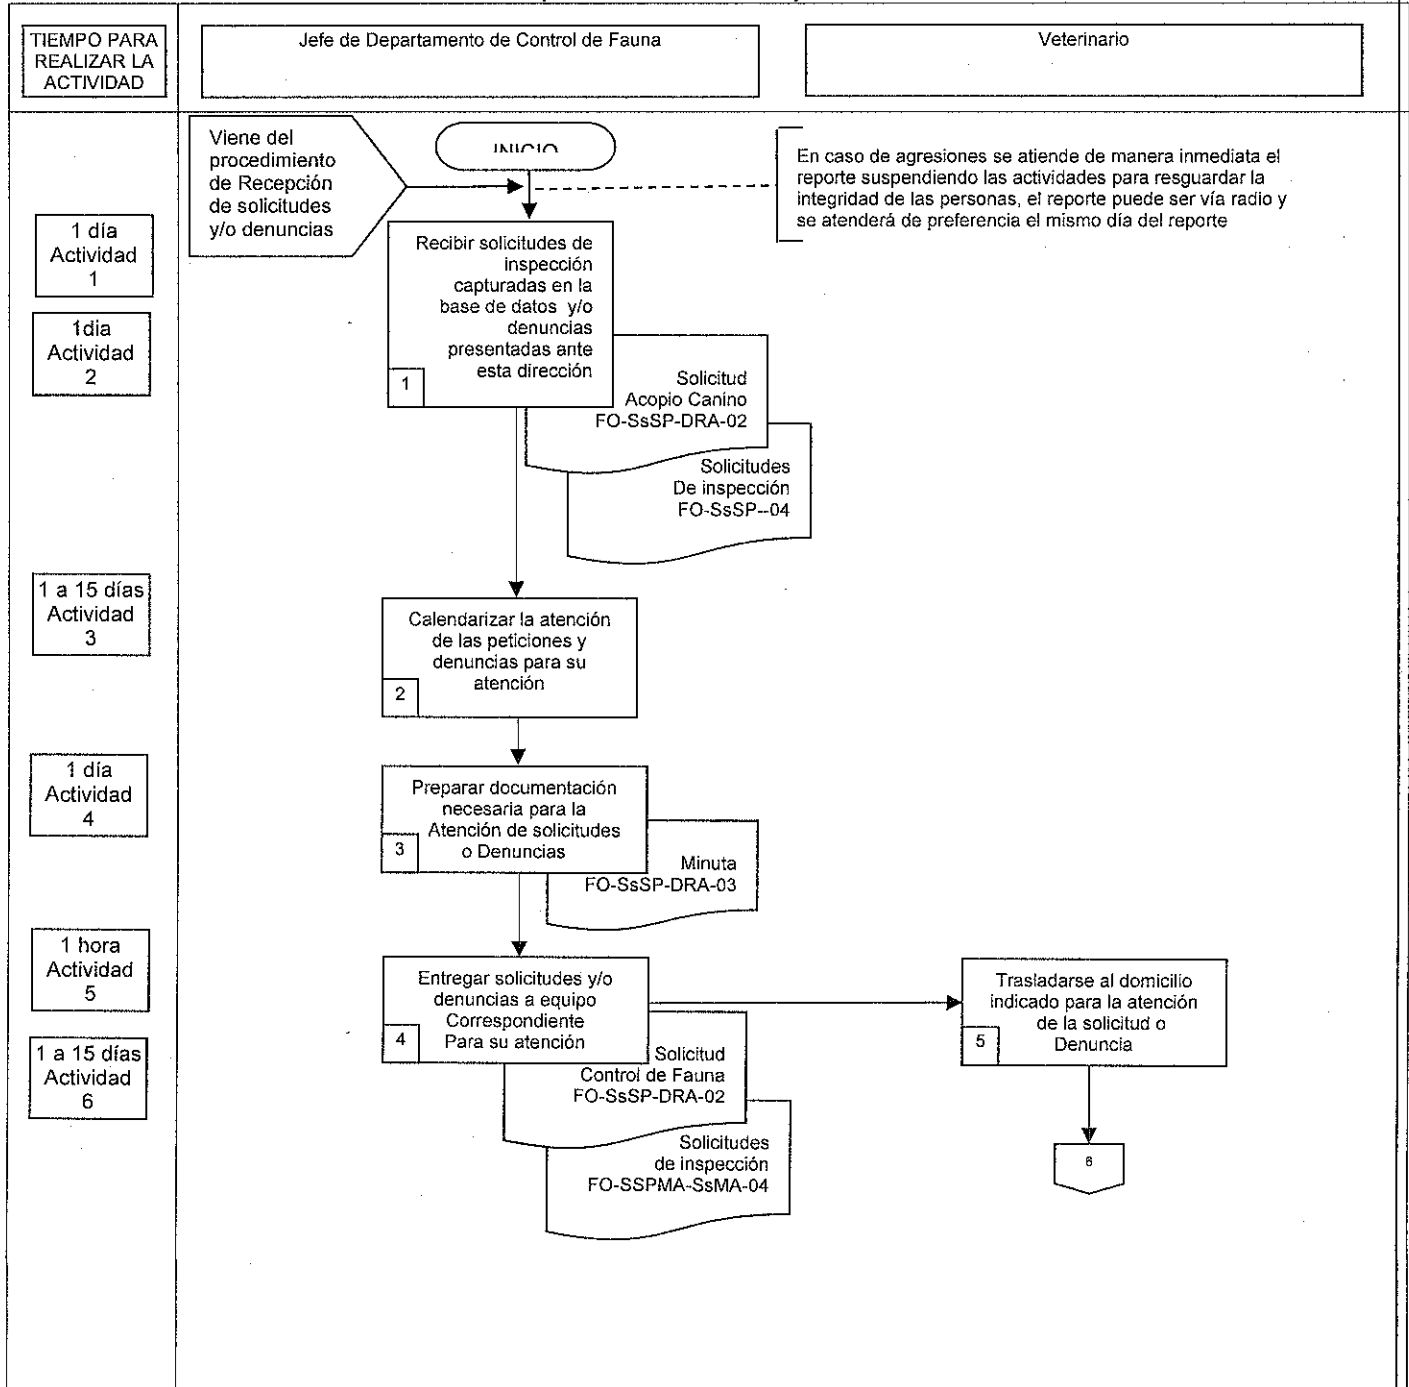 TIEMPO PARA
REALIZAR LA
ACTIVIDAD
Jefe de Departamento de Control de Fauna
Veterinario
Viene del
procedimiento
de Recepción
de solicitudes
y/o denuncias
INICIO
En caso de agresiones se atiende de manera inmediata el
reporte suspendiendo las actividades para resguardar la
integridad de las personas, el reporte puede ser vía radio y
se atenderá de preferencia el mismo día del reporte
1 día
Actividad
1
Recibir solicitudes de
inspección
capturadas en la
base de datos y/o
denuncias
presentadas ante
esta dirección
1
1dia
Actividad
2
Solicitud
Acopio Canino
FO-SsSP-DRA-02
Solicitudes
De inspección
FO-SsSP--04
1 a 15 días
Actividad
3
Calendarizar la atención
de las peticiones y
denuncias para su
atención
2
1 día
Actividad
4
Preparar documentación
necesaria para la
Atención de solicitudes
o Denuncias
3
Minuta
FO-SsSP-DRA-03
1 hora
Actividad
5
Entregar solicitudes y/o
denuncias a equipo
Correspondiente
Para su atención
4
Trasladarse al domicilio
indicado para la atención
de la solicitud o
Denuncia
5
1 a 15 días
Actividad
6
Solicitud
Control de Fauna
FO-SsSP-DRA-02
Solicitudes
de inspección
FO-SSPMA-SsMA-04